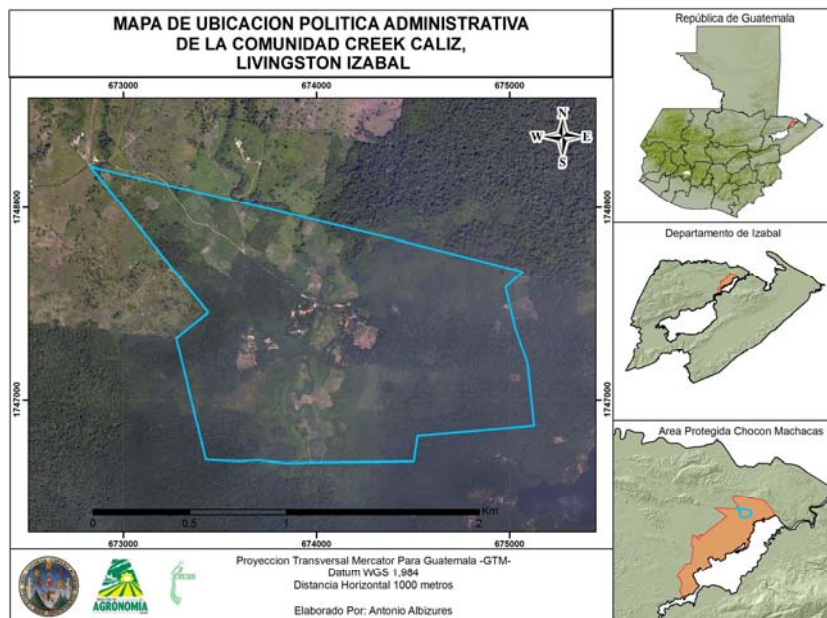 MAPA DE UBICACION POLITICA ADMINISTRATIVA
DE LA COMUNIDAD CREEK CALIZ,
LIVINGSTON IZABAL
673000
674000
675000
N
W
E
S
1748000
1748000
1747000
1747000
0
0.5
1
2
Km
673000
674000
675000
Proyeccion Transversal Mercator Para Guatemala -GTM-
Datum WGS 1,984
Distancia Horizontal 1000 metros
Elaborado Por: Antonio Albizures
AGRONOMIA
República de Guatemala
Departamento de Izabal
Area Protegida Chocon Machacas